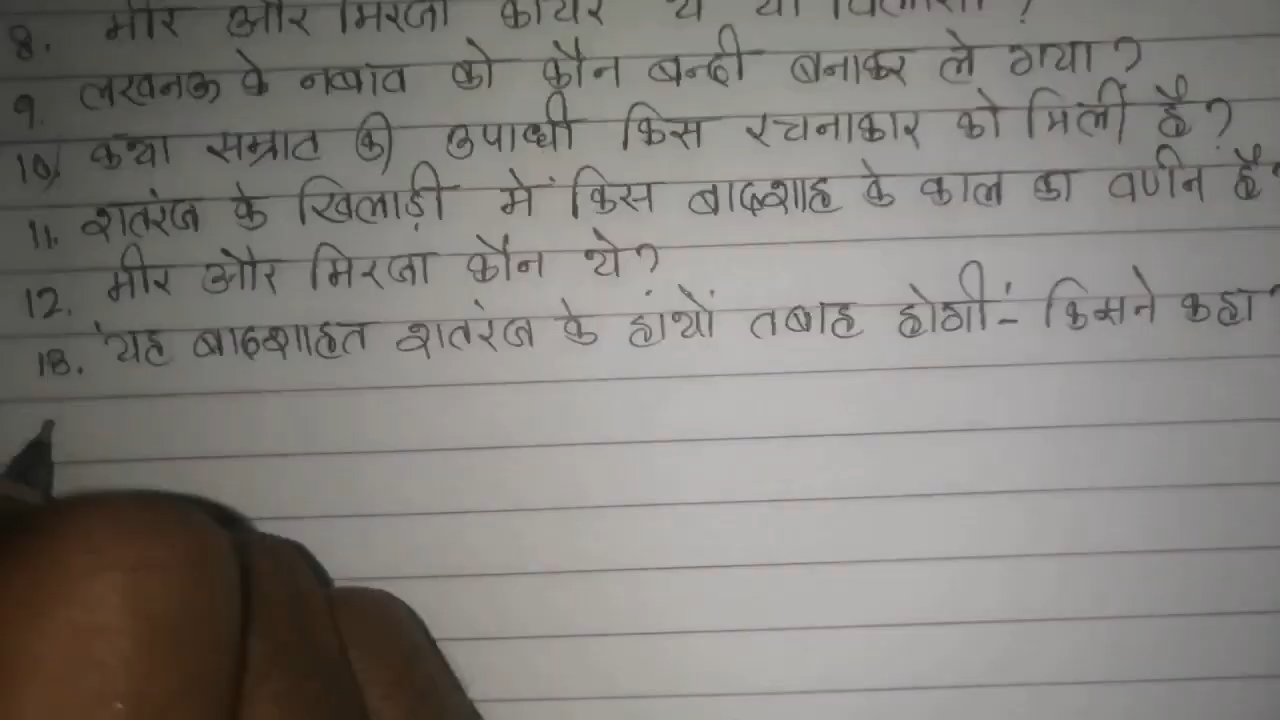 8. मीर और मिरजा कायर थे या विलासी ?
9. लखनऊ के नबाव को कौन बन्दी बनाकर ले गया?
10) कथा सम्राट की उपाधी किस रचनाकार को मिली है?
11. शतरंज के खिलाड़ी में किस बादशाह के काल का वर्णन है?
12. मीर और मिरजा कौन थे?
13. यह बादशाहत शतरंज के हांथों तबाह होगी- किसने कहा?